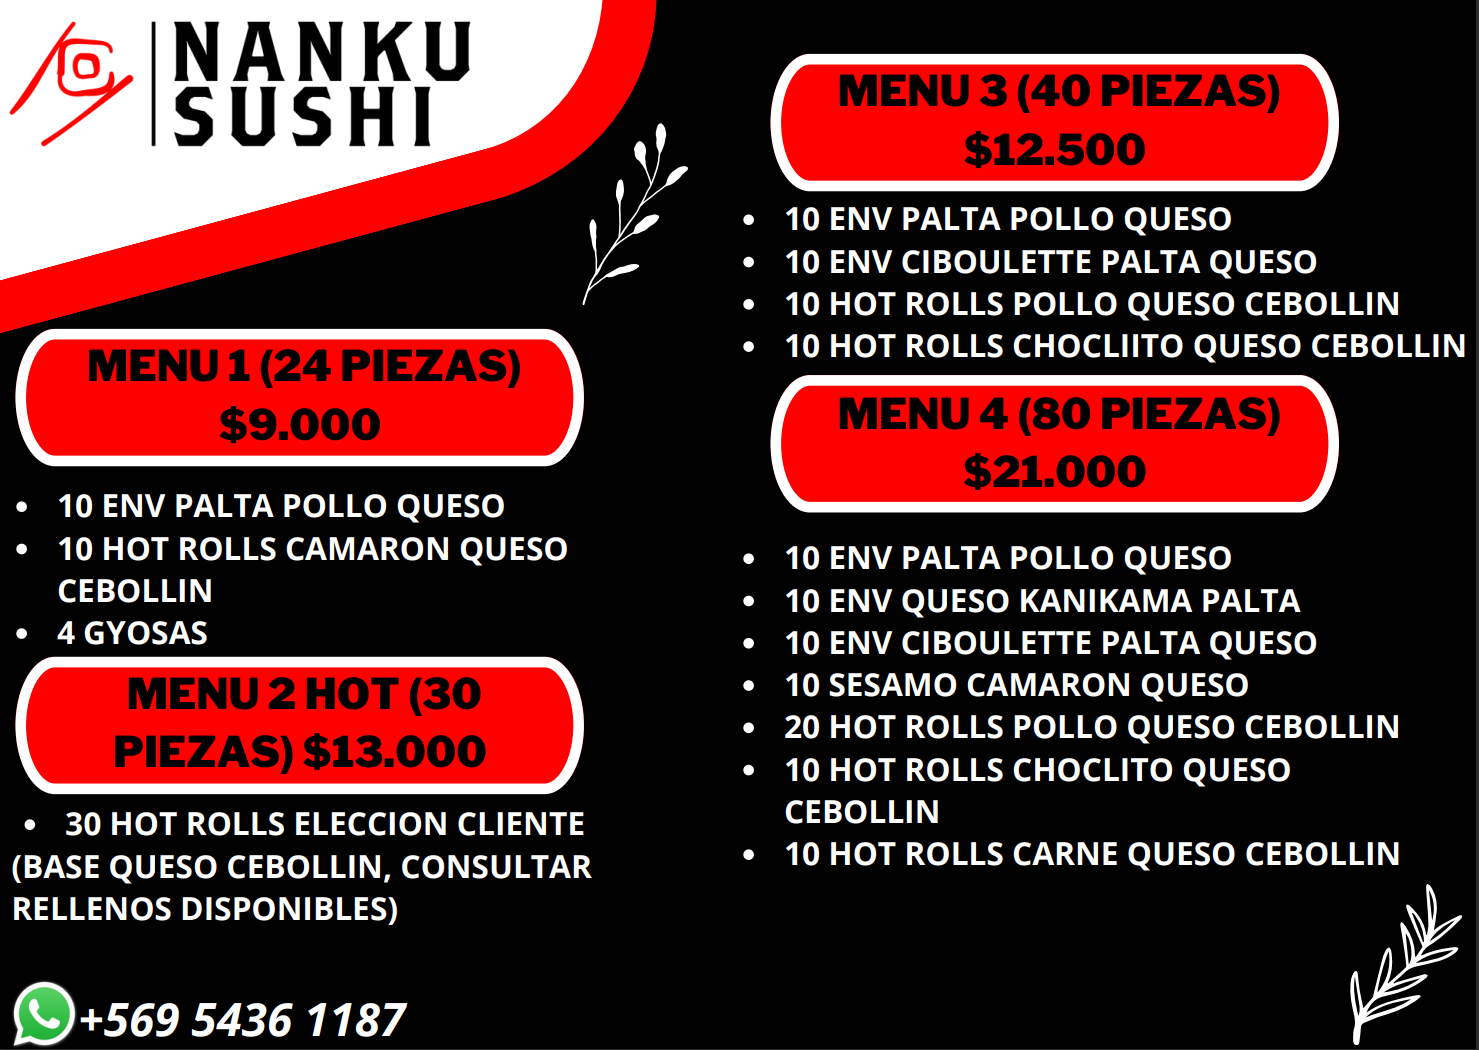 NANKU
SUSHI
MENU 1 (24 PIEZAS)
$9.000
• 10 ENV PALTA POLLO QUESO
• 10 HOT ROLLS CAMARON QUESO
CEBOLLIN
• 4 GYOSAS
MENU 2 HOT (30
PIEZAS) $13.000
• 30 HOT ROLLS ELECCION CLIENTE
(BASE QUESO CEBOLLIN, CONSULTAR
RELLENOS DISPONIBLES)
+569 5436 1187
MENU 3 (40 PIEZAS)
$12.500
• 10 ENV PALTA POLLO QUESO
• 10 ENV CIBOULETTE PALTA QUESO
• 10 HOT ROLLS POLLO QUESO CEBOLLIN
• 10 HOT ROLLS CHOCLIITO QUESO CEBOLLIN
MENU 4 (80 PIEZAS)
$21.000
• 10 ENV PALTA POLLO QUESO
• 10 ENV QUESO KANIKAMA PALTA
• 10 ENV CIBOULETTE PALTA QUESO
• 10 SESAMO CAMARON QUESO
• 20 HOT ROLLS POLLO QUESO CEBOLLIN
• 10 HOT ROLLS CHOCLITO QUESO
CEBOLLIN
• 10 HOT ROLLS CARNE QUESO CEBOLLIN